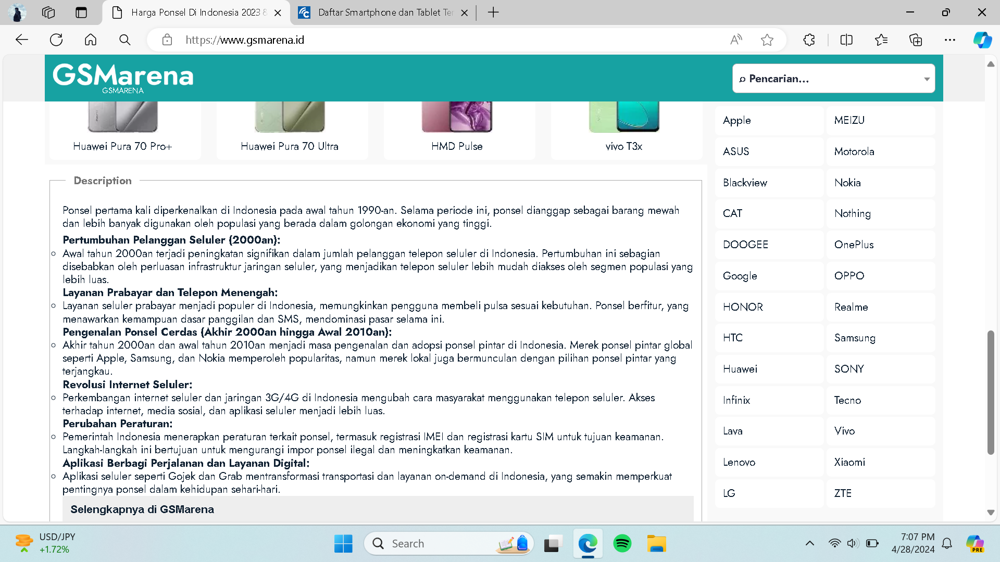 Harga Ponsel Di Indonesia 2023 &
Daftar Smartphone dan Tablet Ter
https://www.gsmarena.id
GSMarena
GSMARENA
Pencarian...
Huawei Pura 70 Pro+
Huawei Pura 70 Ultra
HMD Pulse
vivo T3x
Description
Ponsel pertama kali diperkenalkan di Indonesia pada awal tahun 1990-an. Selama periode ini, ponsel dianggap sebagai barang mewah
dan lebih banyak digunakan oleh populasi yang berada dalam golongan ekonomi yang tinggi.
Pertumbuhan Pelanggan Seluler (2000an):
Awal tahun 2000an terjadi peningkatan signifikan dalam jumlah pelanggan telepon seluler di Indonesia. Pertumbuhan ini sebagian
disebabkan oleh perluasan infrastruktur jaringan seluler, yang menjadikan telepon seluler lebih mudah diakses oleh segmen populasi yang
lebih luas.
Layanan Prabayar dan Telepon Menengah:
Layanan seluler prabayar menjadi populer di Indonesia, memungkinkan pengguna membeli pulsa sesuai kebutuhan. Ponsel berfitur, yang
menawarkan kemampuan dasar panggilan dan SMS, mendominasi pasar selama ini.
Pengenalan Ponsel Cerdas (Akhir 2000an hingga Awal 2010an):
Akhir tahun 2000an dan awal tahun 2010an menjadi masa pengenalan dan adopsi ponsel pintar di Indonesia. Merek ponsel pintar global
seperti Apple, Samsung, dan Nokia memperoleh popularitas, namun merek lokal juga bermunculan dengan pilihan ponsel pintar yang
terjangkau.
Revolusi Internet Seluler:
Perkembangan internet seluler dan jaringan 3G/4G di Indonesia mengubah cara masyarakat menggunakan telepon seluler. Akses
terhadap internet, media sosial, dan aplikasi seluler menjadi lebih luas.
Perubahan Peraturan:
Pemerintah Indonesia menerapkan peraturan terkait ponsel, termasuk registrasi IMEI dan registrasi kartu SIM untuk tujuan keamanan.
Langkah-langkah ini bertujuan untuk mengurangi impor ponsel ilegal dan meningkatkan keamanan.
Aplikasi Berbagi Perjalanan dan Layanan Digital:
Aplikasi seluler seperti Gojek dan Grab mentransformasi transportasi dan layanan on-demand di Indonesia, yang semakin memperkuat
pentingnya ponsel dalam kehidupan sehari-hari.
Selengkapnya di GSMarena
Apple
MEIZU
ASUS
Motorola
Blackview
Nokia
CAT
Nothing
DOOGEE
OnePlus
Google
OPPO
HONOR
Realme
HTC
Samsung
Huawei
SONY
Infinix
Tecno
Lava
Vivo
Lenovo
Xiaomi
LG
ZTE
USD/JPY
+1.72%
Search
7:07 PM
4/28/2024
PRE